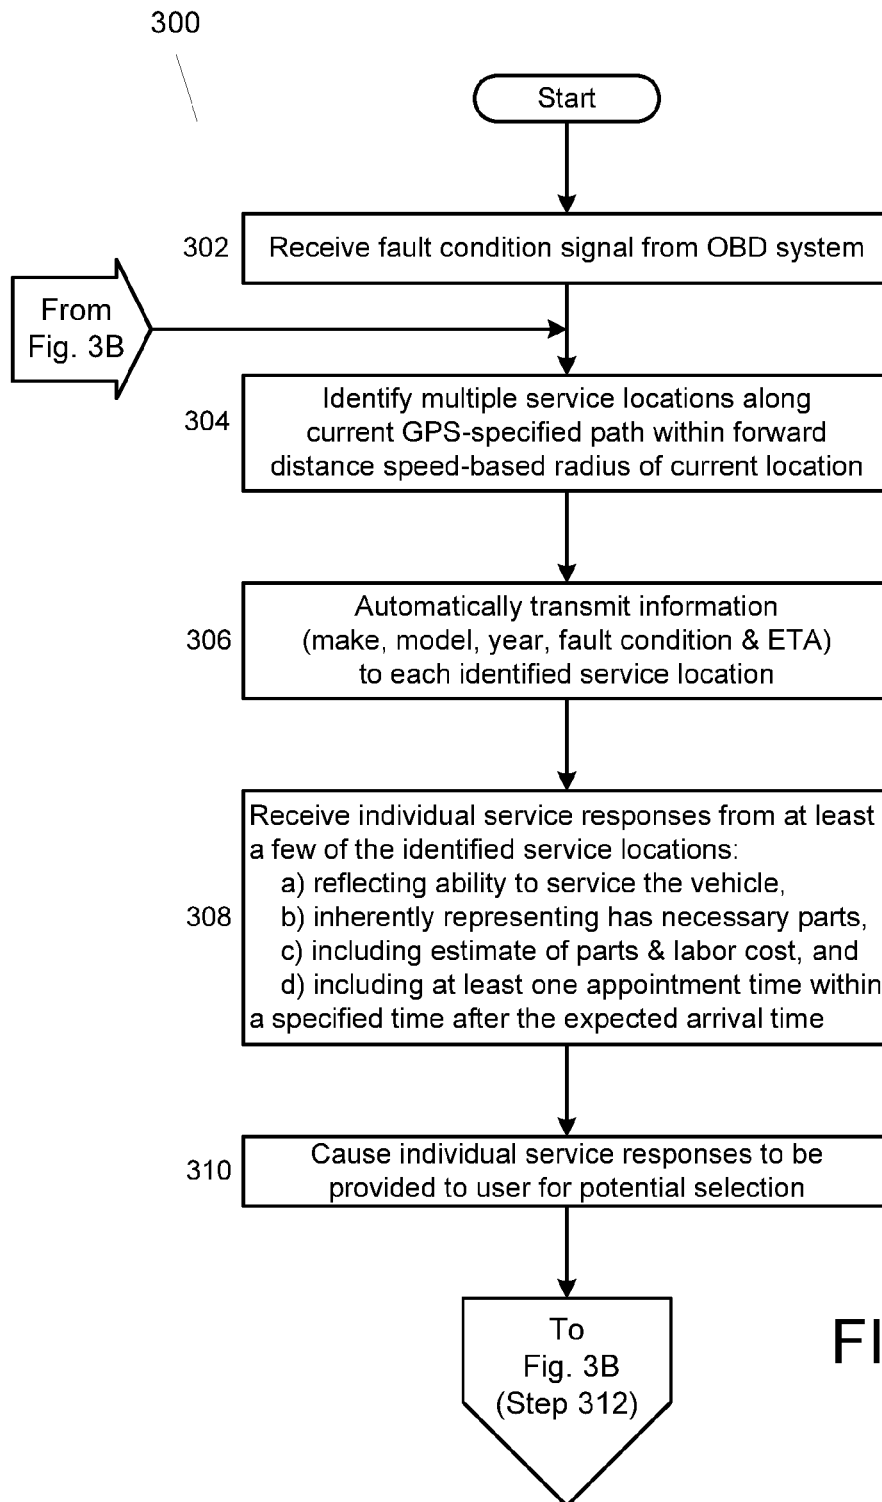 300
Start
302
Receive fault condition signal from OBD system
From
Fig. 3B
304
Identify multiple service locations along
current GPS-specified path within forward
distance speed-based radius of current location
306
Automatically transmit information
(make, model, year, fault condition & ETA)
to each identified service location
308
Receive individual service responses from at least
a few of the identified service locations:
a) reflecting ability to service the vehicle,
b) inherently representing has necessary parts,
c) including estimate of parts & labor cost, and
d) including at least one appointment time within
a specified time after the expected arrival time
310
Cause individual service responses to be
provided to user for potential selection
To
Fig. 3B
(Step 312)
FI